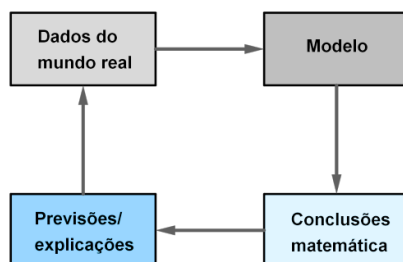 Dados do
mundo real
Modelo
Previsões/
explicações
Conclusões
matemática